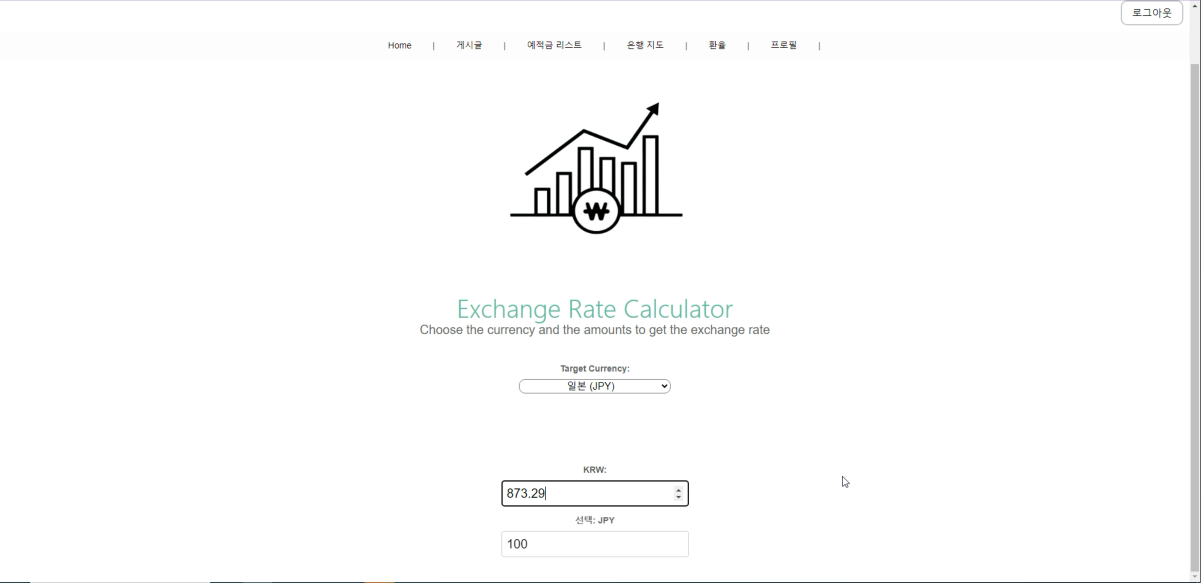 로그아웃
Home | 게시글 | 예적금 리스트 | 은행 지도 | 환율 | 프로필 |
₩
Exchange Rate Calculator
Choose the currency and the amounts to get the exchange rate
Target Currency:
일본 (JPY)
KRW:
873.29
선택: JPY
100